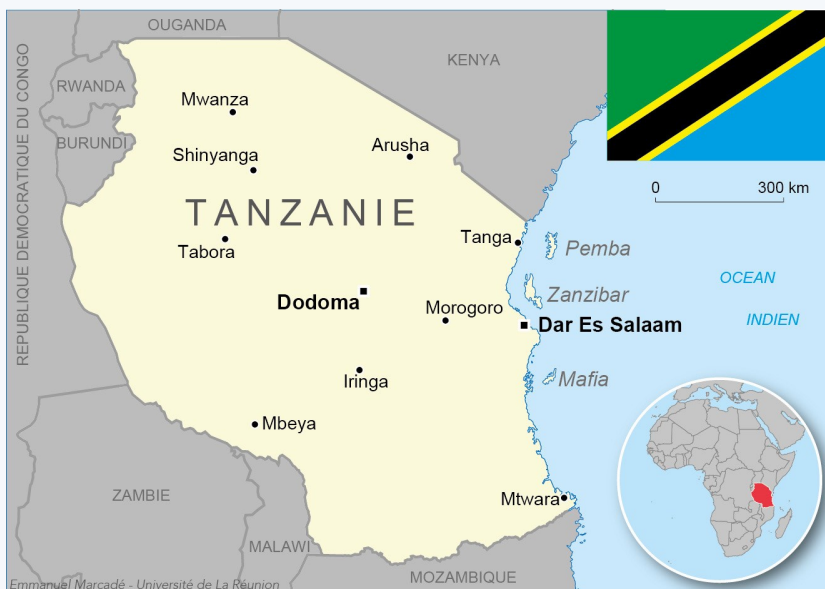 OUGANDA
KENYA
RWANDA
Mwanza
BURUNDI
Shinyanga
Arusha
0 300 km
TANZANIE
Tanga
Pemba
Tabora
REPUBLIQUE DEMOCRATIQUE DU CONGO
OCEAN
INDIEN
Dodoma
Zanzibar
Morogoro
Dar Es Salaam
Iringa
Mafia
Mbeya
ZAMBIE
Mtwara
MALAWI
MOZAMBIQUE
Emmanuel Marcadé - Université de La Réunion